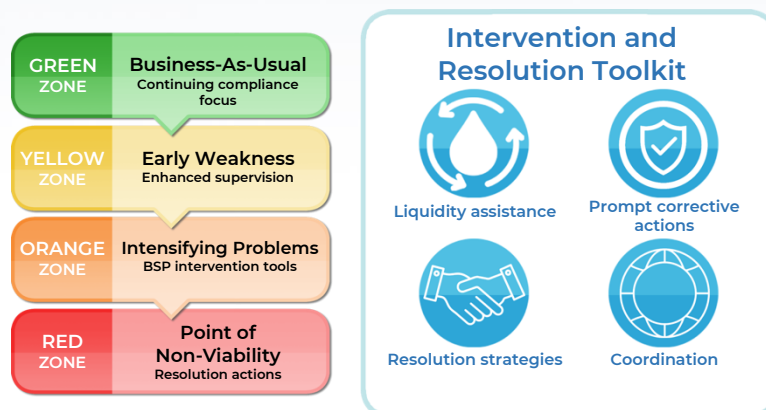 GREEN
ZONE
Business-As-Usual
Continuing compliance
focus
YELLOW
ZONE
Early Weakness
Enhanced supervision
ORANGE
ZONE
Intensifying Problems
BSP intervention tools
RED
ZONE
Point of
Non-Viability
Resolution actions
Intervention and
Resolution Toolkit
Liquidity assistance
Prompt corrective
actions
Resolution strategies
Coordination